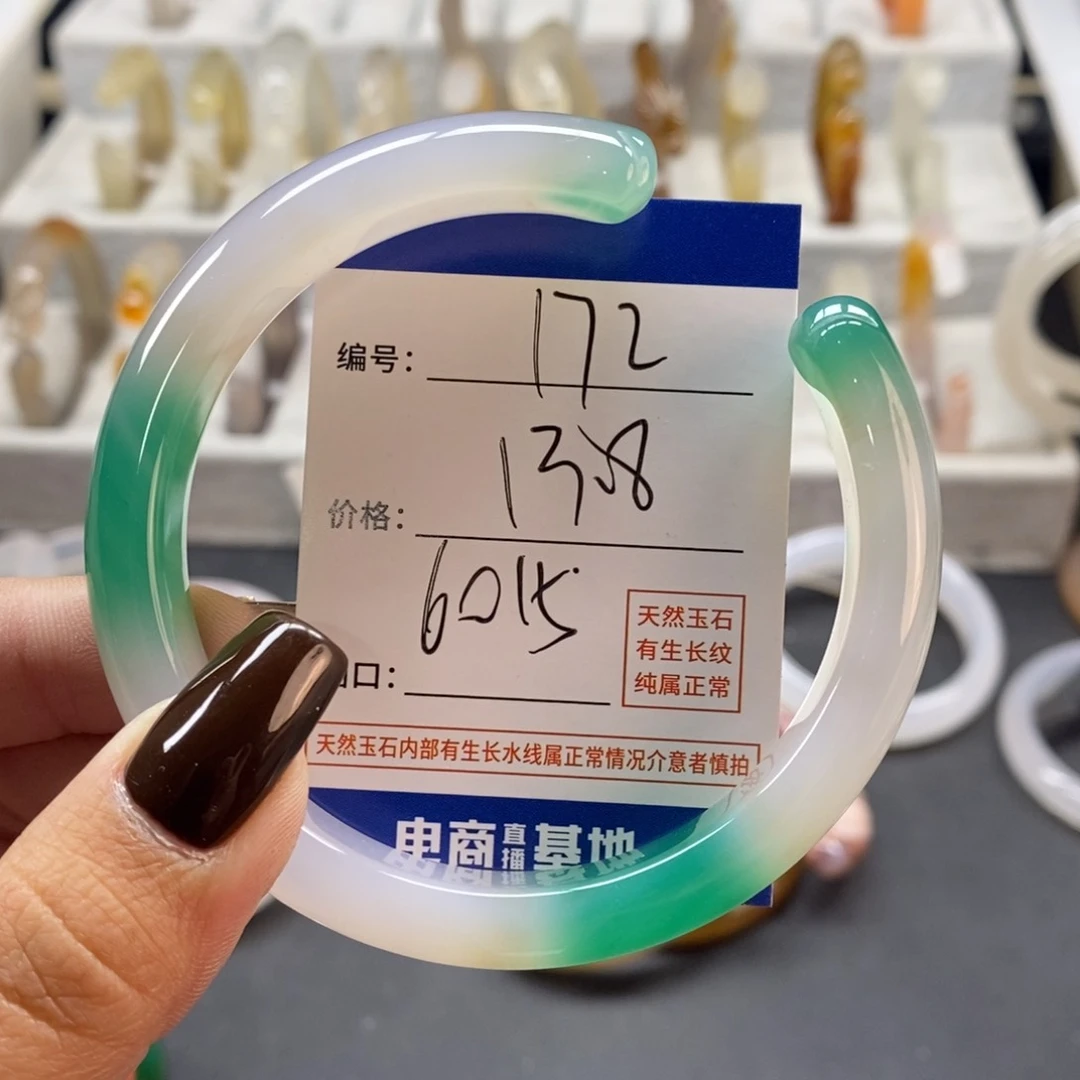 编号: 172
价格: 138
6015
口:
天然玉石
有生长纹
纯属正常
天然玉石内部有生长水线属正常情况介意者慎拍
电商直播基地